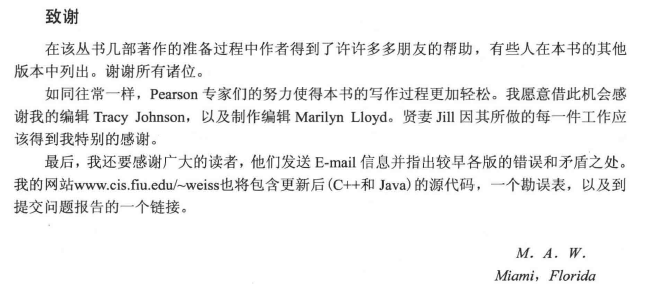 致谢
在该丛书几部著作的准备过程中作者得到了许许多多朋友的帮助，有些人在本书的其他
版本中列出。谢谢所有诸位。
如同往常一样，Pearson 专家们的努力使得本书的写作过程更加轻松。我愿意借此机会感
谢我的编辑 Tracy Johnson，以及制作编辑 Marilyn Lloyd。贤妻 Jill 因其所做的每一件工作应
该得到我特别的感谢。
最后，我还要感谢广大的读者，他们发送 E-mail 信息并指出较早各版的错误和矛盾之处。
我的网站www.cis.fiu.edu/~weiss也将包含更新后(C++和 Java)的源代码，一个勘误表，以及到
提交问题报告的一个链接。
M. A. W.
Miami, Florida